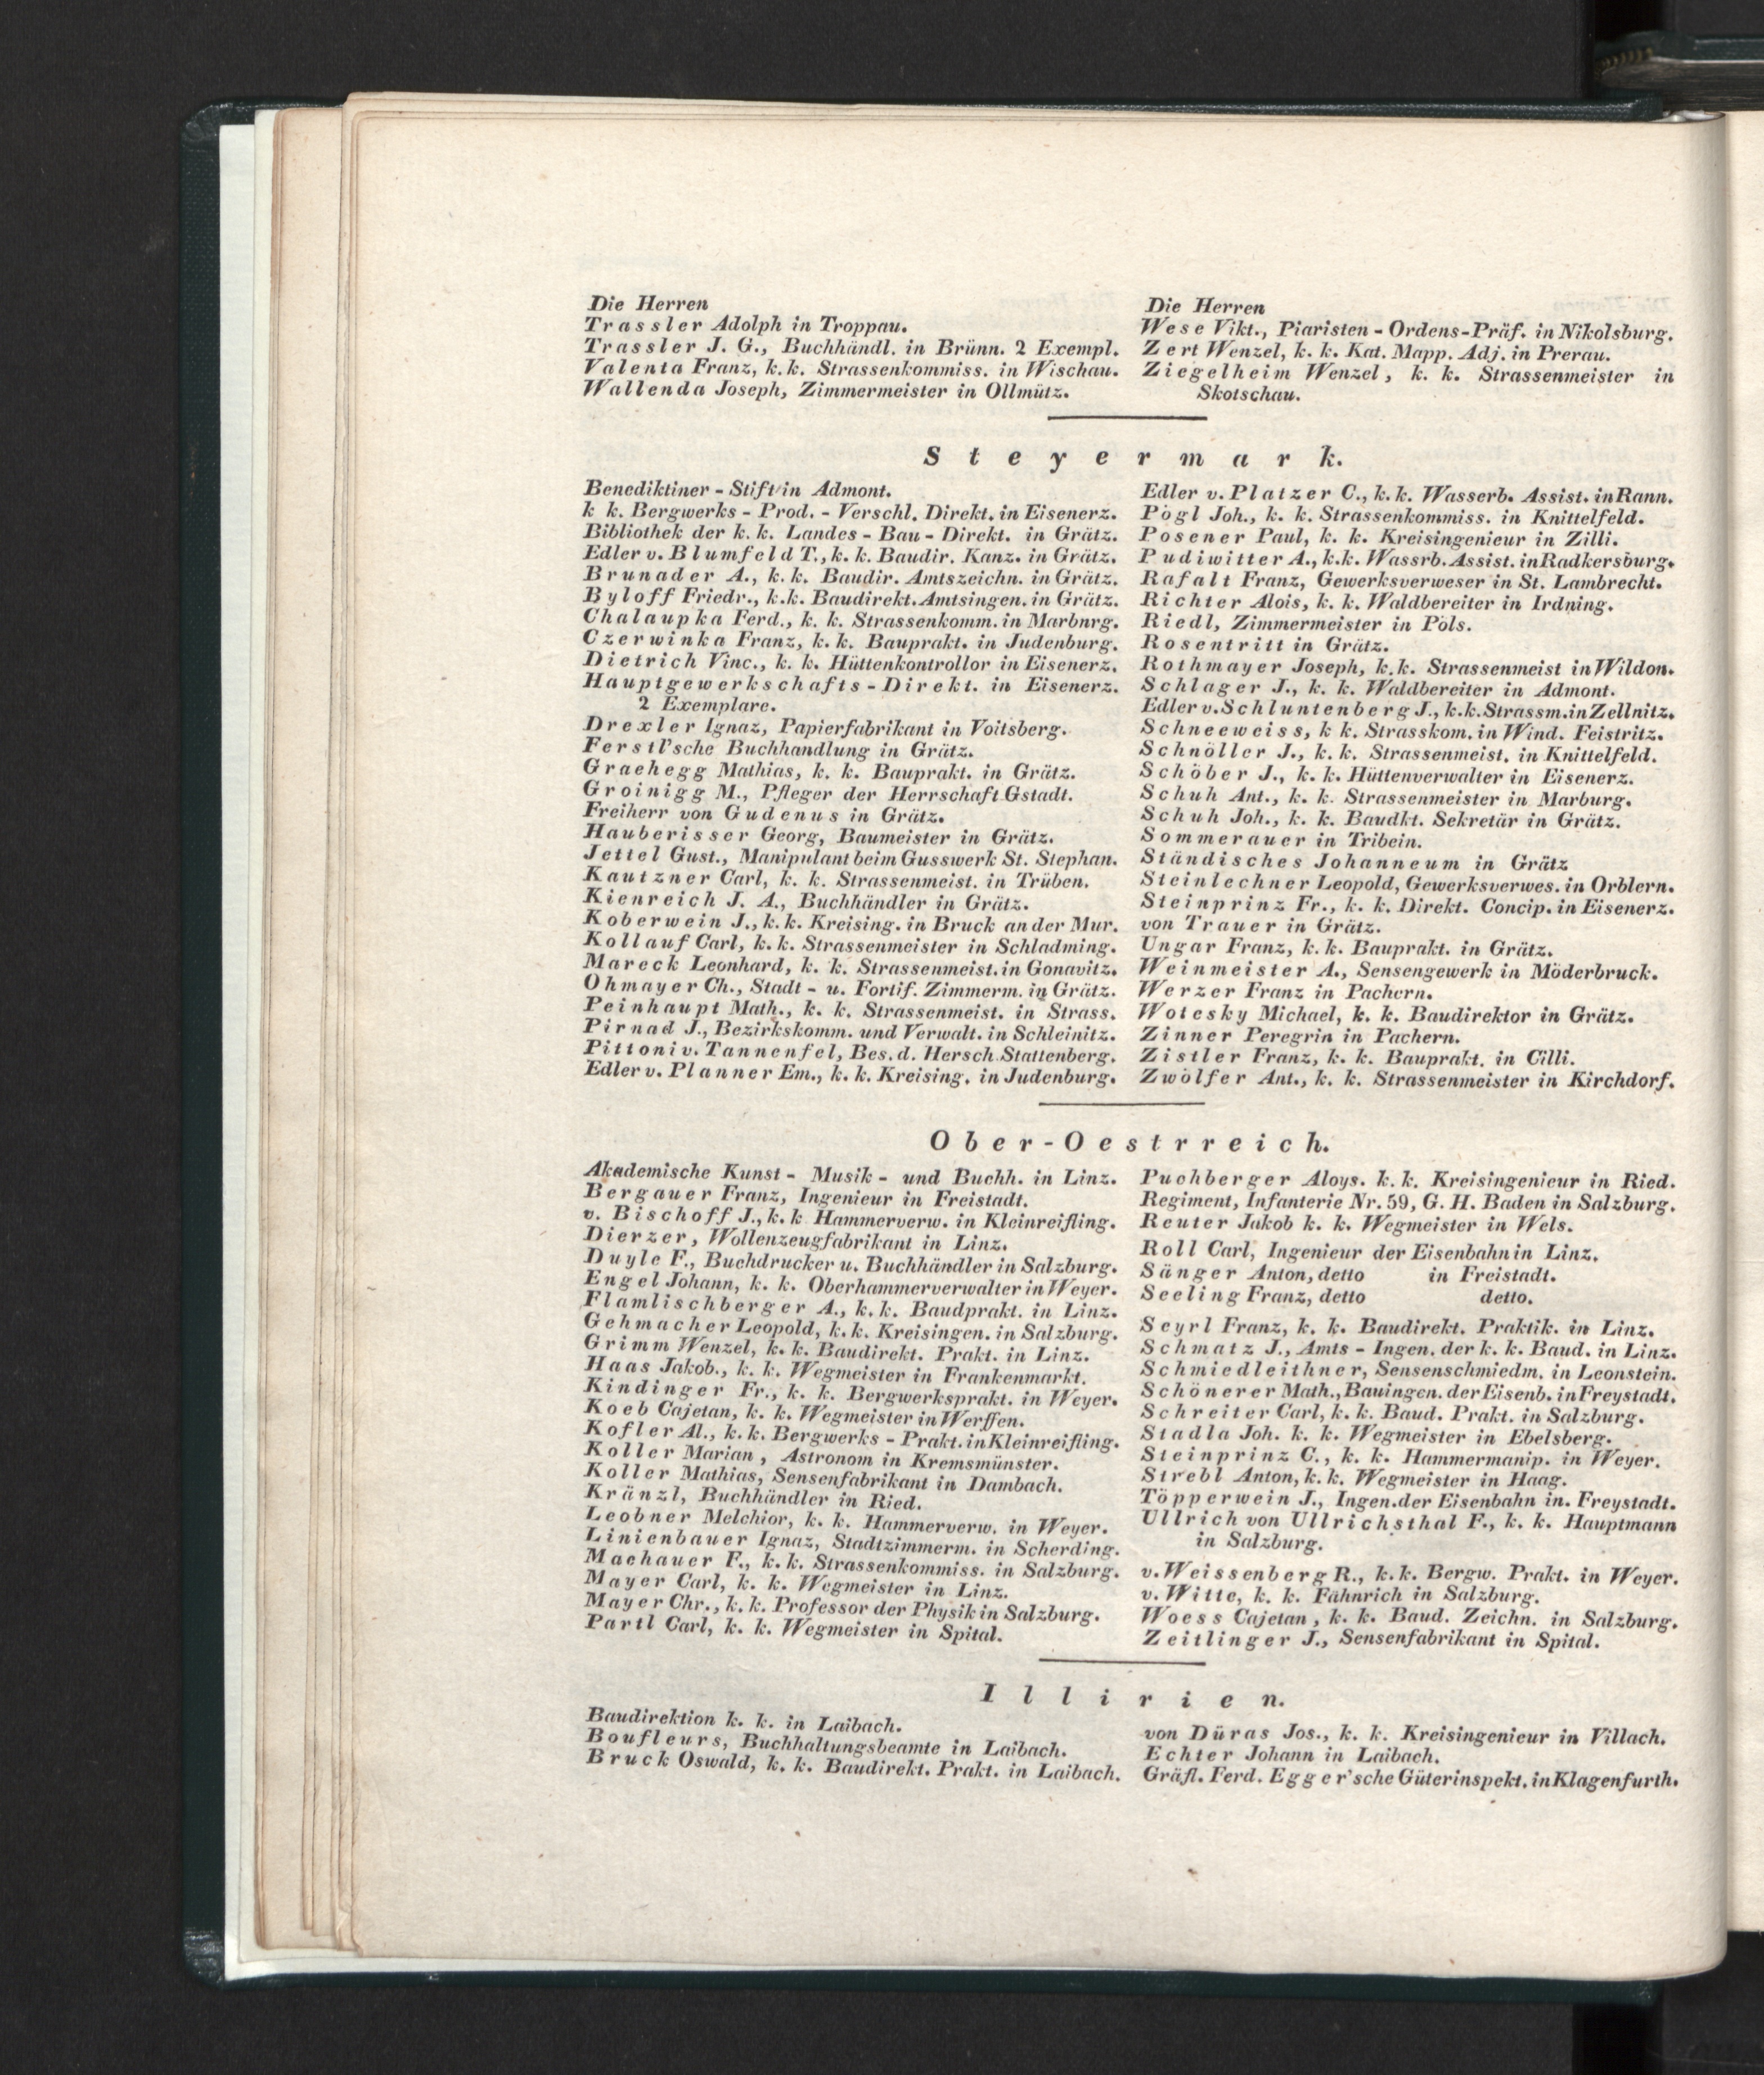 Die Herren
Trassler Adolph in Troppau.
Trassler J. G., Buchhändl. in Brünn. 2 Exempl.
Valenta Franz, k. k. Strassenkommiss. in Wischau.
Wallenda Joseph, Zimmermeister in Ollmütz.
Die Herren
Wese Vikt., Piaristen - Ordens-Präf. in Nikolsburg.
Zert Wenzel, k. k. Kat. Mapp. Adj. in Prerau.
Ziegelheim Wenzel, k. k. Strassenmeister in
Skotschau.
Steyermark.
Benediktiner - Stift in Admont.
k k. Bergwerks - Prod. - Verschl. Direkt. in Eisenerz.
Bibliothek der k. k. Landes - Bau - Direkt. in Grätz.
Edler v. Blumfeld T., k. k. Baudir. Kanz. in Grätz.
Brunader A., k. k. Baudir. Amtszeichn. in Grätz.
Byloff Friedr., k. k. Baudirekt. Amtsingen. in Grätz.
Chalaupka Ferd., k. k. Strassenkomm. in Marbnrg.
Czerwinka Franz, k. k. Bauprakt. in Judenburg.
Dietrich Vinc., k. k. Hüttenkontrollor in Eisenerz.
Hauptgewerkschafts - Direkt. in Eisenerz.
2 Exemplare.
Drexler Ignaz, Papierfabrikant in Voitsberg.
Ferstl'sche Buchhandlung in Grätz.
Graehegg Mathias, k. k. Bauprakt. in Grätz.
Groinigg M., Pfleger der Herrschaft Gstadt.
Freiherr von Gudenus in Grätz.
Hauberisser Georg, Baumeister in Grätz.
Jettel Gust., Manipulant beim Gusswerk St. Stephan.
Kautzner Carl, k. k. Strassenmeist. in Trüben.
Kienreich J. A., Buchhändler in Grätz.
Koberwein J., k. k. Kreising. in Bruck an der Mur.
Kollauf Carl, k. k. Strassenmeister in Schladming.
Mareck Leonhard, k. k. Strassenmeist. in Gonavitz.
Ohmayer Ch., Stadt - u. Fortif. Zimmerm. in Grätz.
Peinhaupt Math., k. k. Strassenmeist. in Strass.
Pirnad J., Bezirkskomm. und Verwalt. in Schleinitz.
Pittoni v. Tannenfel, Bes. d. Hersch. Stattenberg.
Edler v. Planner Em., k. k. Kreising. in Judenburg.
Edler v. Platzer C., k. k. Wasserb. Assist. in Rann.
Pögl Joh., k. k. Strassenkommiss. in Knittelfeld.
Posener Paul, k. k. Kreisingenieur in Zilli.
Pudiwitter A., k. k. Wassrb. Assist. in Radkersburg.
Rafalt Franz, Gewerksverweser in St. Lambrecht.
Richter Alois, k. k. Waldbereiter in Irdning.
Riedl, Zimmermeister in Pöls.
Rosentritt in Grätz.
Rothmayer Joseph, k. k. Strassenmeist in Wildon.
Schlager J., k. k. Waldbereiter in Admont.
Edler v. Schluntenberg J., k. k. Strassm. in Zellnitz.
Schneeweiss, k k. Strasskom. in Wind. Feistritz.
Schnöller J., k. k. Strassenmeist. in Knittelfeld.
Schöber J., k. k. Hüttenverwalter in Eisenerz.
Schuh Ant., k. k. Strassenmeister in Marburg.
Schuh Joh., k. k. Baudkt. Sekretär in Grätz.
Sommerauer in Tribein.
Ständisches Johanneum in Grätz
Steinlechner Leopold, Gewerksverwes. in Orblern.
Steinprinz Fr., k. k. Direkt. Concip. in Eisenerz.
von Trauer in Grätz.
Ungar Franz, k. k. Bauprakt. in Grätz.
Weinmeister A., Sensengewerk in Möderbruck.
Werzer Franz in Pachern.
Wotesky Michael, k. k. Baudirektor in Grätz.
Zinner Peregrin in Pachern.
Zistler Franz, k. k. Bauprakt. in Cilli.
Zwölfer Ant., k. k. Strassenmeister in Kirchdorf.
Ober-Oestrreich.
Akademische Kunst - Musik - und Buchh. in Linz.
Bergauer Franz, Ingenieur in Freistadt.
v. Bischoff J., k. k Hammerverw. in Kleinreifling.
Dierzer, Wollenzeugfabrikant in Linz.
Duyle F., Buchdrucker u. Buchhändler in Salzburg.
Engel Johann, k. k. Oberhammerverwalter in Weyer.
Flamlischberger A., k. k. Baudprakt. in Linz.
Gehmacher Leopold, k. k. Kreisingen. in Salzburg.
Grimm Wenzel, k. k. Baudirekt. Prakt. in Linz.
Haas Jakob., k. k. Wegmeister in Frankenmarkt.
Kindinger Fr., k. k. Bergwerksprakt. in Weyer.
Koeb Cajetan, k. k. Wegmeister in Werffen.
Kofler Al., k. k. Bergwerks - Prakt. in Kleinreifling.
Koller Marian, Astronom in Kremsmünster.
Koller Mathias, Sensenfabrikant in Dambach.
Kränzl, Buchhändler in Ried.
Leobner Melchior, k. k. Hammerverw. in Weyer.
Linienbauer Ignaz, Stadtzimmerm. in Scherding.
Machauer F., k. k. Strassenkommiss. in Salzburg.
Mayer Carl, k. k. Wegmeister in Linz.
Mayer Chr., k. k. Professor der Physik in Salzburg.
Partl Carl, k. k. Wegmeister in Spital.
Puchberger Aloys. k. k. Kreisingenieur in Ried.
Regiment, Infanterie Nr. 59, G. H. Baden in Salzburg.
Reuter Jakob k. k. Wegmeister in Wels.
Roll Carl, Ingenieur der Eisenbahn in Linz.
Sänger Anton, detto in Freistadt.
Seeling Franz, detto detto.
Seyrl Franz, k. k. Baudirekt. Praktik. in Linz.
Schmatz J., Amts - Ingen. der k. k. Baud. in Linz.
Schmiedleithner, Sensenschmiedm. in Leonstein.
Schönerer Math., Bauingen. der Eisenb. in Freystadt.
Schreiter Carl, k. k. Baud. Prakt. in Salzburg.
Stadla Joh. k. k. Wegmeister in Ebelsberg.
Steinprinz C., k. k. Hammermanip. in Weyer.
Strebl Anton, k. k. Wegmeister in Haag.
Töpperwein J., Ingen. der Eisenbahn in. Freystadt.
Ullrich von Ullrichsthal F., k. k. Hauptmann
in Salzburg.
v. Weissenberg R., k. k. Bergw. Prakt. in Weyer.
v. Witte, k. k. Fähnrich in Salzburg.
Woess Cajetan, k. k. Baud. Zeichn. in Salzburg.
Zeitlinger J., Sensenfabrikant in Spital.
Illirien.
Baudirektion k. k. in Laibach.
Boufleurs, Buchhaltungsbeamte in Laibach.
Bruck Oswald, k. k. Baudirekt. Prakt. in Laibach.
von Düras Jos., k. k. Kreisingenieur in Villach.
Echter Johann in Laibach.
Gräfl. Ferd. Egger'sche Güterinspekt. in Klagenfurth.